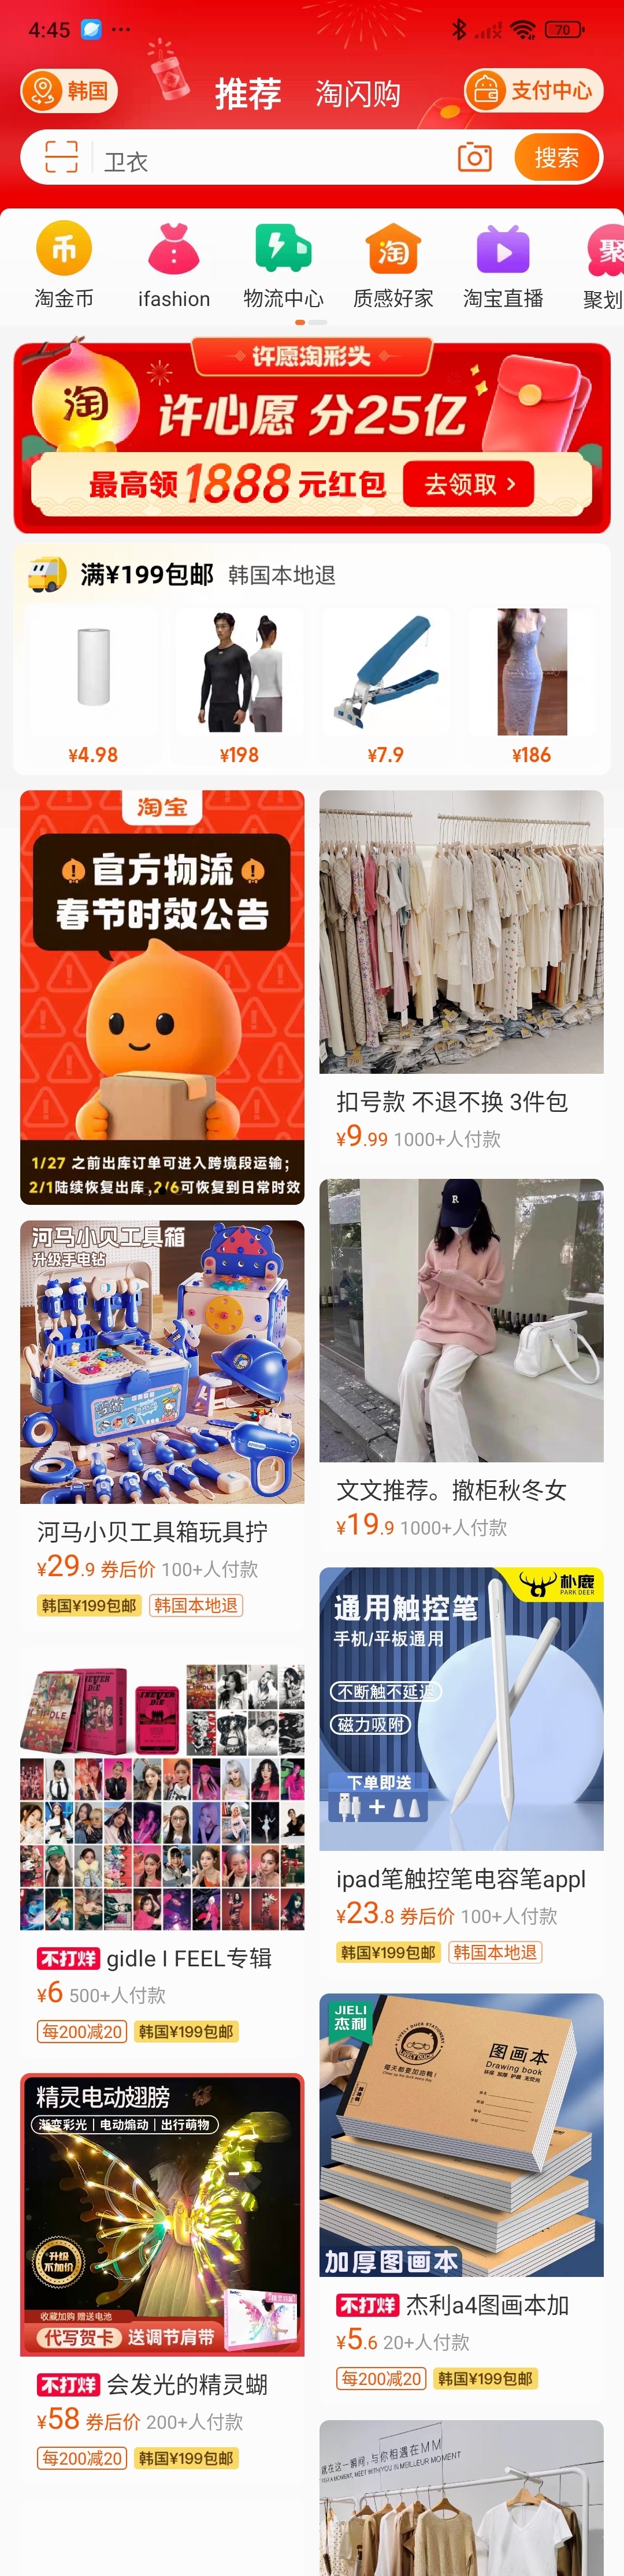 4:45
70
韩国
推荐
淘闪购
支付中心
卫衣
搜索
淘金币
ifashion
物流中心
质感好家
淘宝直播
聚划
许愿淘彩头
淘
许心愿 分25亿
最高领1888元红包
去领取 >
满¥199包邮 韩国本地退
¥4.98
¥198
¥7.9
¥186
淘宝
官方物流
春节时效公告
1/27 之前出库订单可进入跨境段运输；
2/1陆续恢复出库,2/6可恢复到日常时效
扣号款 不退不换 3件包
¥9.99 1000+人付款
R
文文推荐。撤柜秋冬女
¥19.9 1000+人付款
河马小贝工具箱
升级手电钻
河马小贝工具箱玩具拧
¥29.9 券后价 100+人付款
韩国¥199包邮
韩国本地退
朴鹿
PARK DEER
通用触控笔
手机/平板通用
不断触不延迟
磁力吸附
下单即送
ipad笔触控笔电容笔appl
¥23.8 券后价 100+人付款
韩国¥199包邮
韩国本地退
不打烊 gidle I FEEL专辑
¥6 500+人付款
每200减20
韩国¥199包邮
JIELI
杰利
每天都要加油鸭!
图画本
Drawing book
加厚图画本
不打烊 杰利a4图画本加
¥5.6 20+人付款
每200减20
韩国¥199包邮
精灵电动翅膀
渐变彩光 | 电动煽动 | 出行萌物
升级
不加价
收藏加购 赠送电池
代写贺卡 送调节肩带
不打烊 会发光的精灵蝴
¥58 券后价 200+人付款
每200减20
韩国¥199包邮
就在这一瞬间,与你相遇在MM